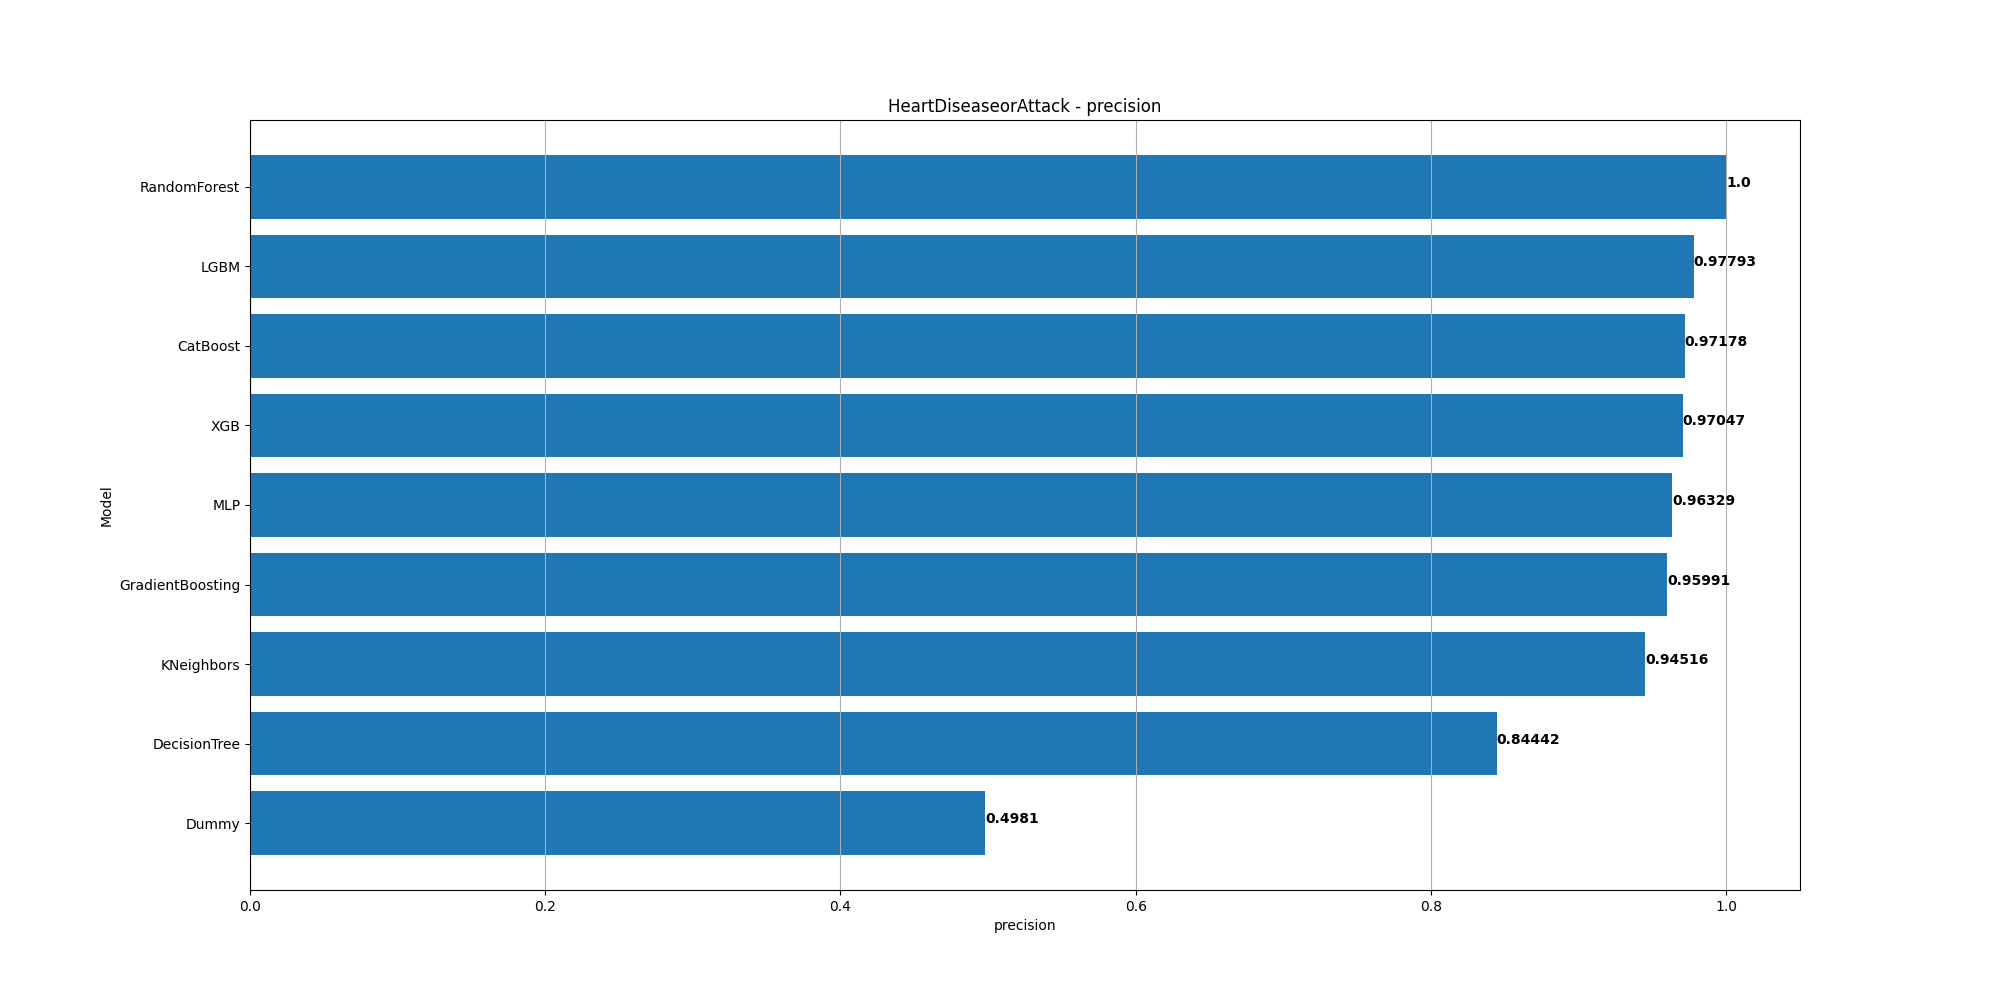 HeartDiseaseorAttack - precision
RandomForest
1.0
LGBM
0.97793
CatBoost
0.97178
XGB
0.97047
MLP
0.96329
GradientBoosting
0.95991
KNeighbors
0.94516
DecisionTree
0.84442
Dummy
0.4981
Model
0.0 0.2 0.4 0.6 0.8 1.0
precision